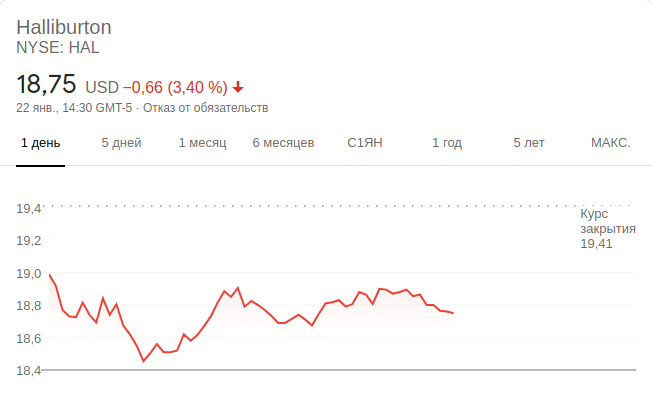 Halliburton
NYSE: HAL
18,75 USD −0,66 (3,40 %)
22 янв., 14:30 GMT-5 · Отказ от обязательств
1 день 5 дней 1 месяц 6 месяцев С1ЯН 1 год 5 лет МАКС.
19,4
Курс
закрытия
19,41
19,2
19,0
18,8
18,6
18,4